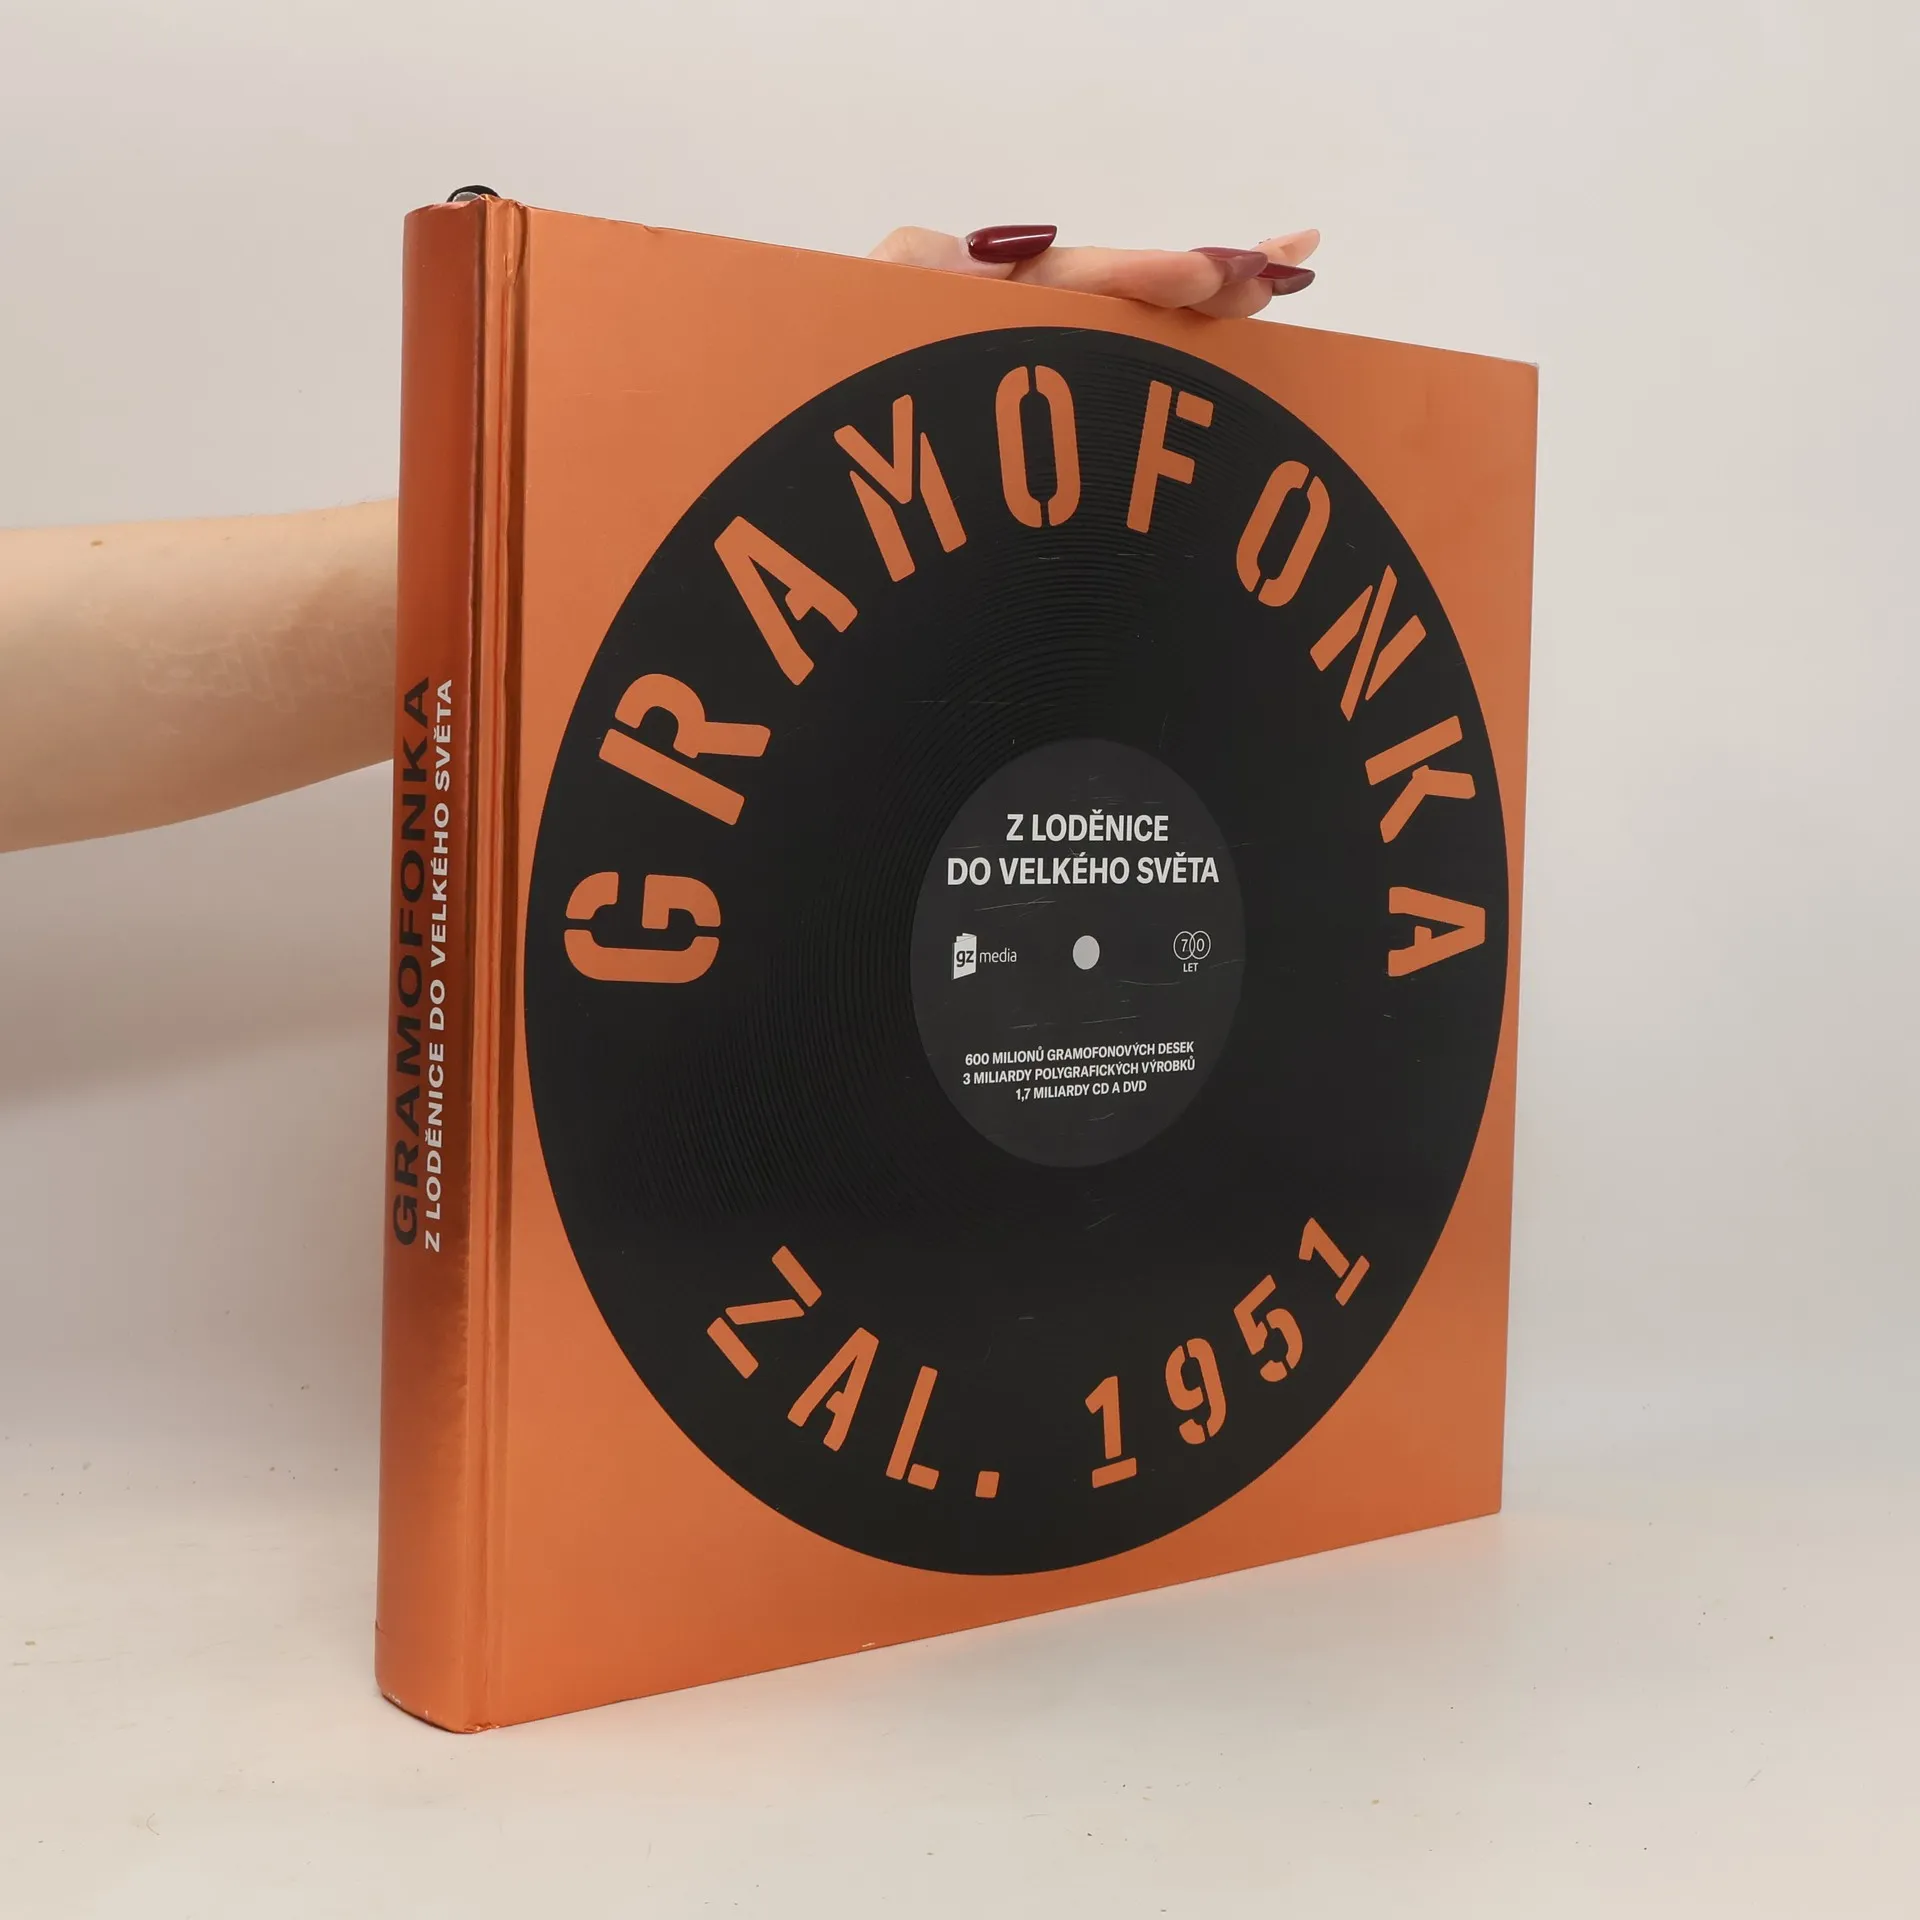 GRAMOFONKA
Z LODĚNICE DO VELKÉHO SVĚTA
GRAMOFONKA
Z LODĚNICE
DO VELKÉHO SVĚTA
gz media
70
LET
600 MILIONŮ GRAMOFONOVÝCH DESEK
3 MILIARDY POLYGRAFICKÝCH VÝROBKŮ
1,7 MILIARDY CD A DVD
ZAL. 1951